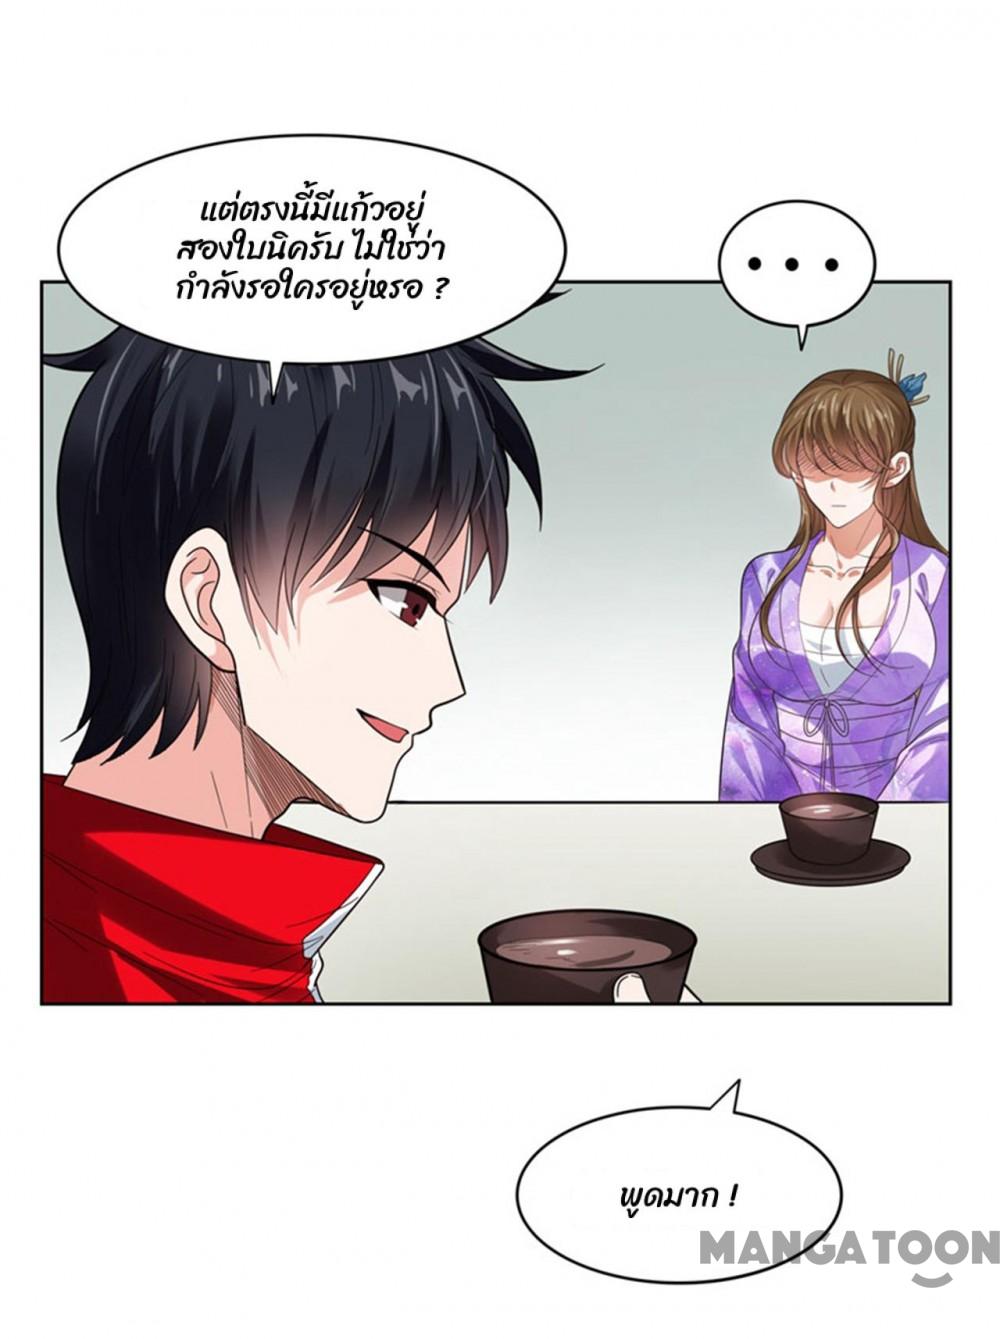 แต่ตรงนี้มีแก้วอยู่
สองใบนิครับ ไม่ใช่ว่า
กำลังรอใครอยู่หรอ ?
...
พูดมาก !
MANGATOON